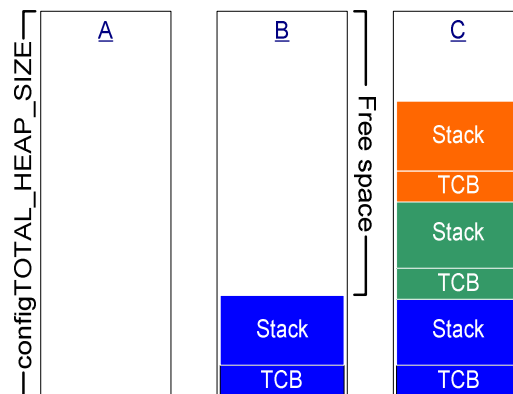 configTOTAL_HEAP_SIZE
A
B
Free space
Stack
TCB
C
Stack
TCB
Stack
TCB
Stack
TCB